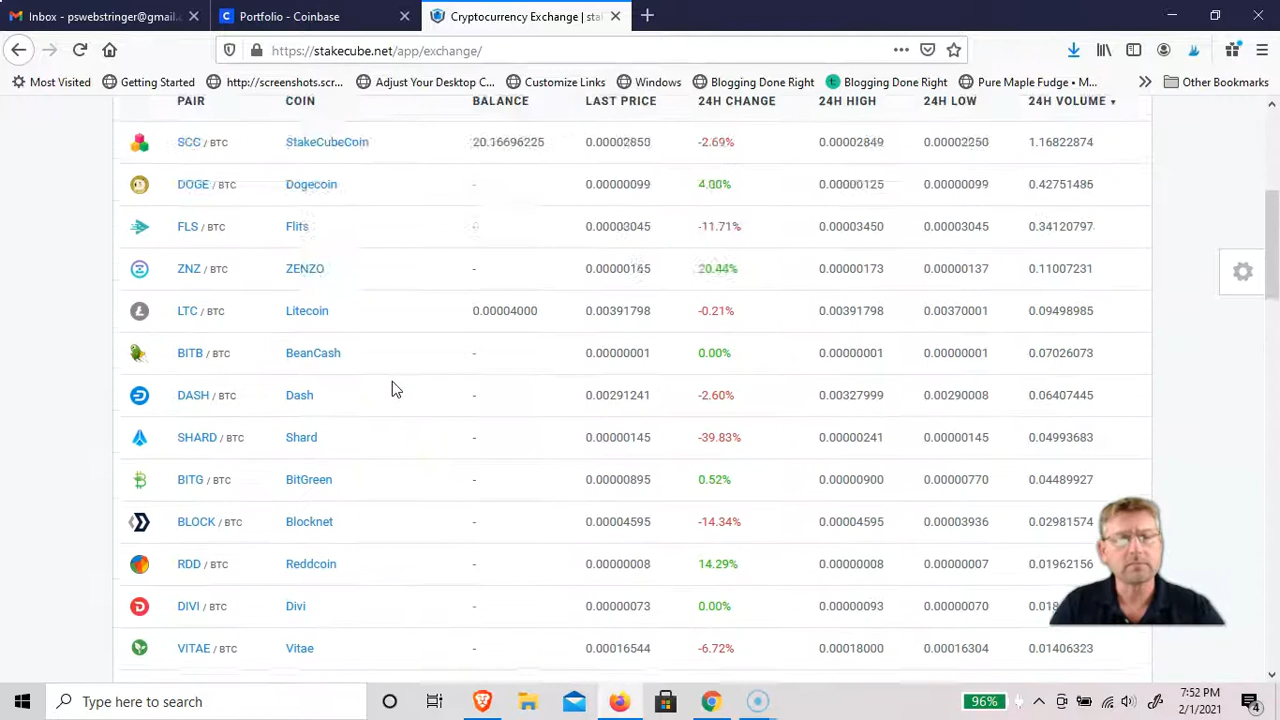 Inbox - pswebstringer@gmail.c
Portfolio - Coinbase
Cryptocurrency Exchange | sta
https://stakecube.net/app/exchange/
Most Visited
Getting Started
http://screenshots.scr...
Adjust Your Desktop C...
Customize Links
Windows
Blogging Done Right
Blogging Done Right
Pure Maple Fudge • M...
Other Bookmarks
PAIR COIN BALANCE LAST PRICE 24H CHANGE 24H HIGH 24H LOW 24H VOLUME
SCC / BTC StakeCubeCoin 20.16696225 0.00002850 -2.69% 0.00002849 0.00002250 1.16822874
DOGE / BTC Dogecoin - 0.00000099 4.00% 0.00000125 0.00000099 0.42751486
FLS / BTC Flits - 0.00003045 -11.71% 0.00003450 0.00003045 0.34120797
ZNZ / BTC ZENZO - 0.00000165 20.44% 0.00000173 0.00000137 0.11007231
LTC / BTC Litecoin 0.00004000 0.00391798 -0.21% 0.00391798 0.00370001 0.09498985
BITB / BTC BeanCash - 0.00000001 0.00% 0.00000001 0.00000001 0.07026073
DASH / BTC Dash - 0.00291241 -2.60% 0.00327999 0.00290008 0.06407445
SHARD / BTC Shard - 0.00000145 -39.83% 0.00000241 0.00000145 0.04993683
BITG / BTC BitGreen - 0.00000895 0.52% 0.00000900 0.00000770 0.04489927
BLOCK / BTC Blocknet - 0.00004595 -14.34% 0.00004595 0.00003936 0.02981574
RDD / BTC Reddcoin - 0.00000008 14.29% 0.00000008 0.00000007 0.01962156
DIVI / BTC Divi - 0.00000073 0.00% 0.00000093 0.00000070
VITAE / BTC Vitae - 0.00016544 -6.72% 0.00018000 0.00016304 0.01406323
Type here to search
96%
7:52 PM
2/1/2021
4